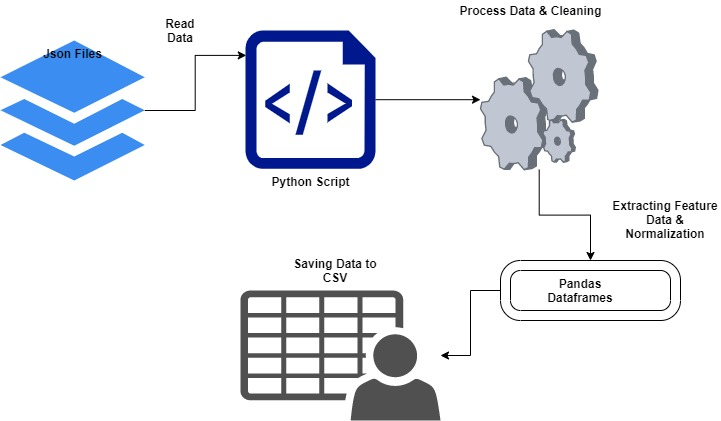 Json Files
Read
Data
</>
Python Script
Process Data & Cleaning
Extracting Feature
Data &
Normalization
Pandas
Dataframes
Saving Data to
CSV